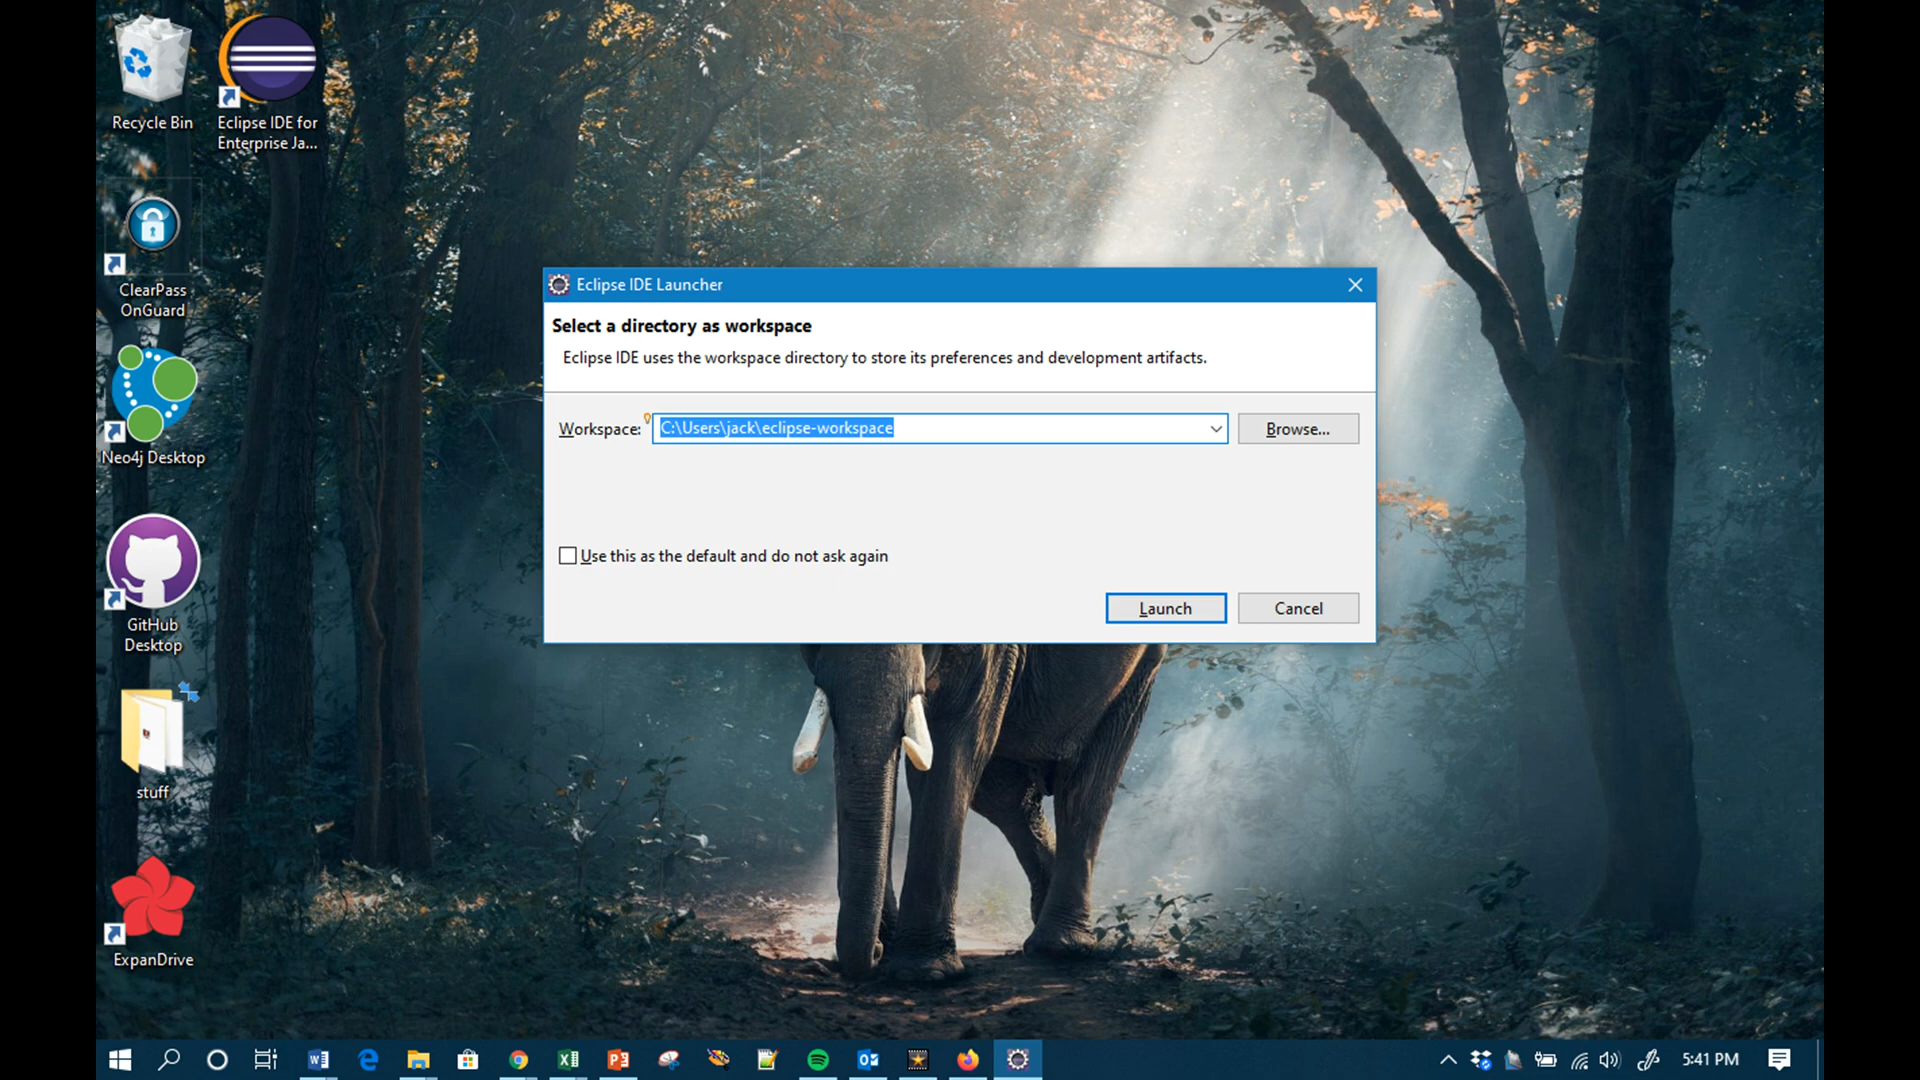 Recycle Bin
Eclipse IDE for
Enterprise Ja...
ClearPass
OnGuard
Neo4j Desktop
GitHub
Desktop
stuff
ExpanDrive
Eclipse IDE Launcher
Select a directory as workspace
Eclipse IDE uses the workspace directory to store its preferences and development artifacts.
Workspace: C:\Users\jack\eclipse-workspace Browse...
Use this as the default and do not ask again
Launch Cancel
5:41 PM